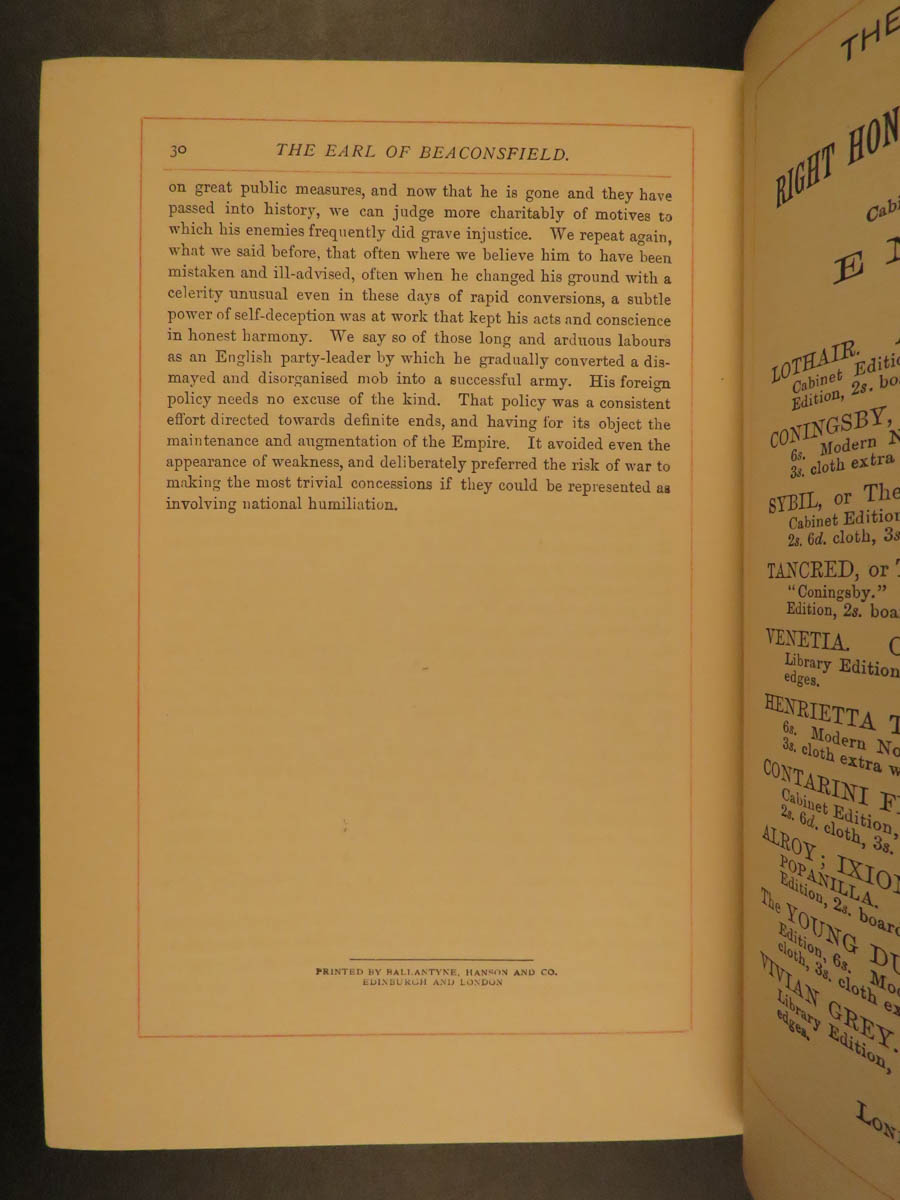 30 THE EARL OF BEACONSFIELD.
on great public measures, and now that he is gone and they have
passed into history, we can judge more charitably of motives to
which his enemies frequently did grave injustice. We repeat again,
what we said before, that often where we believe him to have been
mistaken and ill-advised, often when he changed his ground with a
celerity unusual even in these days of rapid conversions, a subtle
power of self-deception was at work that kept his acts and conscience
in honest harmony. We say so of those long and arduous labours
as an English party-leader by which he gradually converted a dis-
mayed and disorganised mob into a successful army. His foreign
policy needs no excuse of the kind. That policy was a consistent
effort directed towards definite ends, and having for its object the
maintenance and augmentation of the Empire. It avoided even the
appearance of weakness, and deliberately preferred the risk of war to
making the most trivial concessions if they could be represented as
involving national humiliation.
PRINTED BY BALLANTYNE, HANSON AND CO.
EDINBURGH AND LONDON
THE
RIGHT HON
LOTHAIR.
Cabinet
Edition, 2s.
CONINGSBY,
6s. Modern
3s. cloth extra
SYBIL, or The
Cabinet Edition
2s. 6d. cloth, 3s
TANCRED, or
"Coningsby."
Edition, 2s.
VENETIA.
Library Edition
edges.
HENRIETTA
6s. Modern
3s. cloth extra
CONTARINI
Cabinet Edition,
2s. 6d. cloth, 3s.
ALROY; IXION
POPANILLA.
Edition, 2s.
The YOUNG
Edition, 6s.
cloth, 3s. cloth
VIVIAN GREY.
Library Edition,
edges.